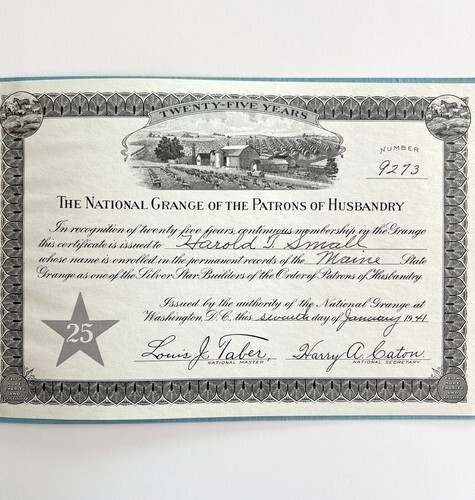 TWENTY-FIVE YEARS
NUMBER
9273
THE NATIONAL GRANGE OF THE PATRONS OF HUSBANDRY
In recognition of twenty five years, continuous membership in the Grange
this certificate is issued to Harold T. Small
whose name is enrolled in the permanent records of the Maine State
Grange as one of the Silver Star Builders of the Order of Patrons of Husbandry
Issued by the authority of the National Grange at
Washington, D.C. this seventh day of January 1941
25
Louis J. Taber, Harry A. Caton.
NATIONAL MASTER NATIONAL SECRETARY